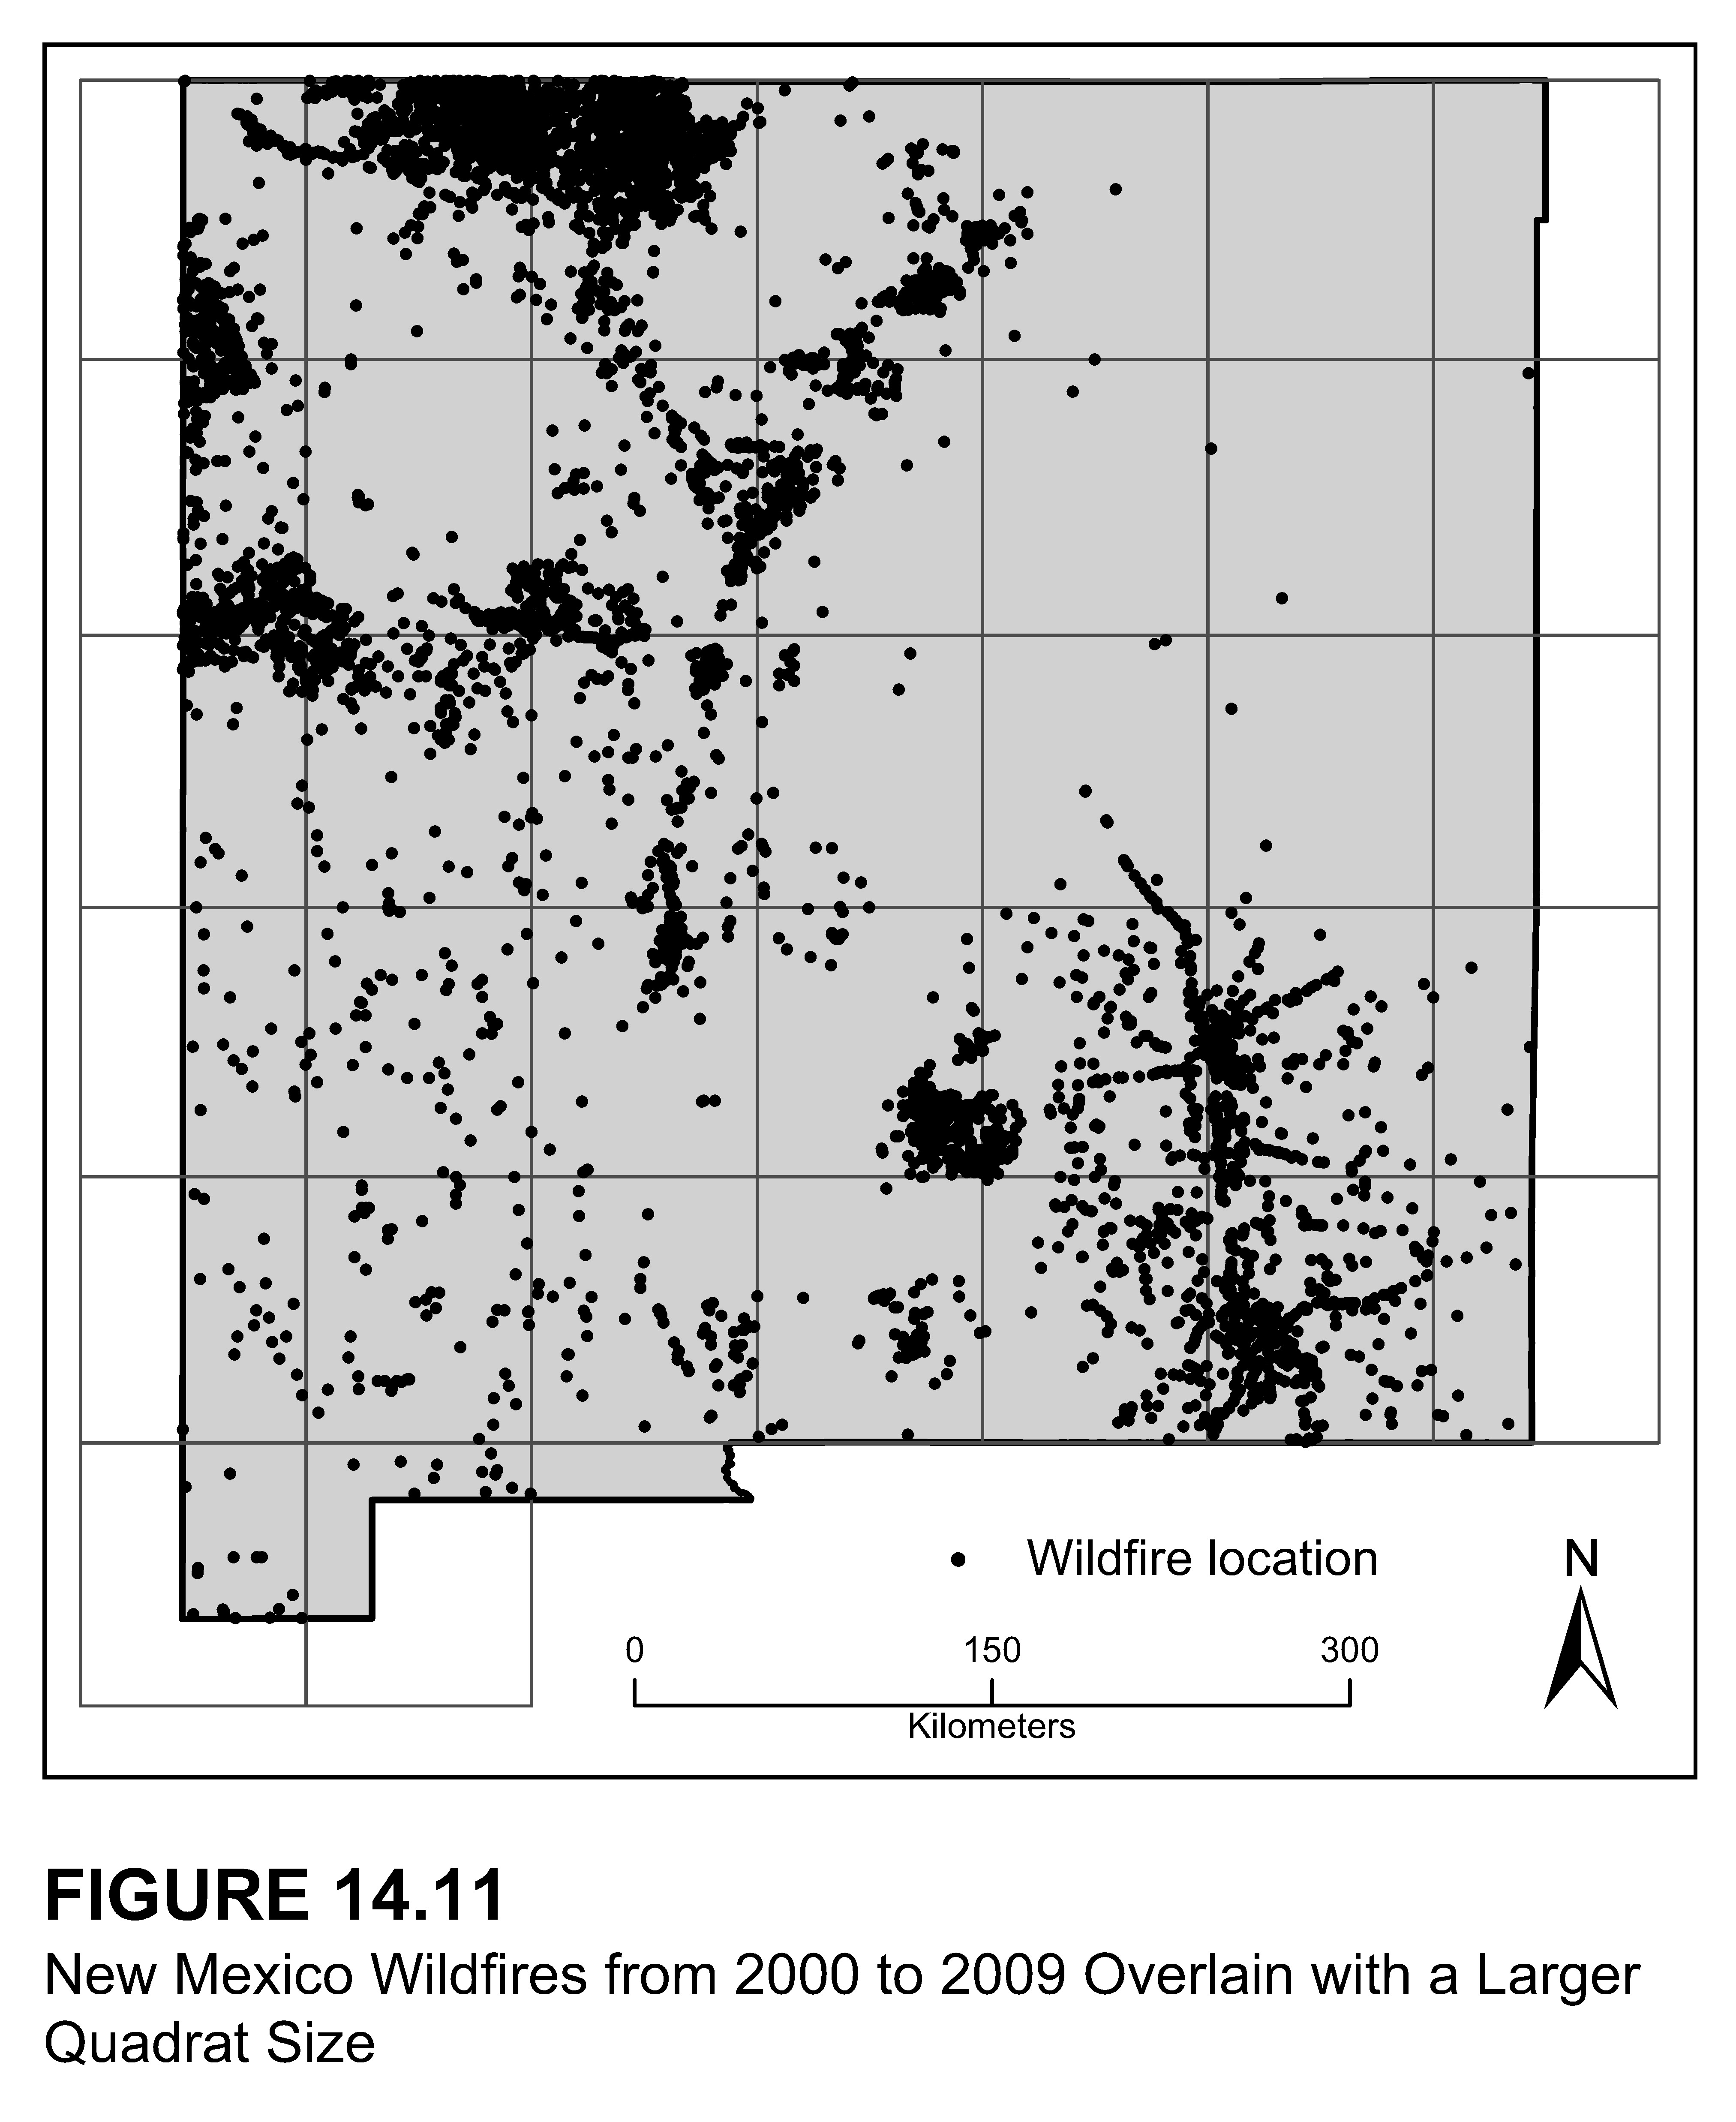 Wildfire location
N
0 150 300
Kilometers
FIGURE 14.11
New Mexico Wildfires from 2000 to 2009 Overlain with a Larger
Quadrat Size